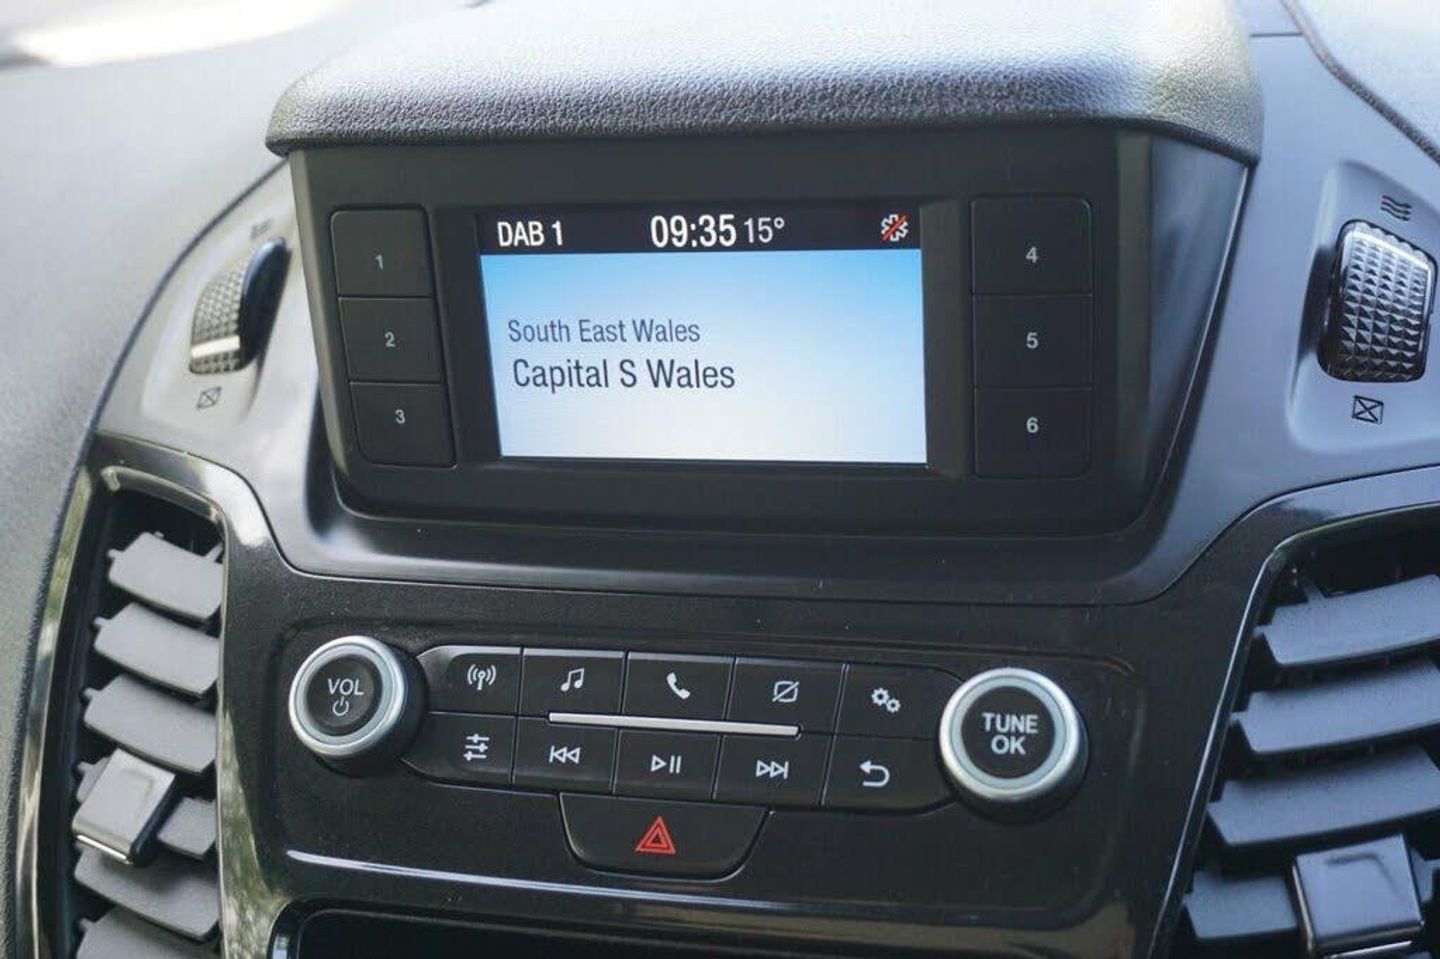 DAB 1 09:35 15°
South East Wales
Capital S Wales
1
2
3
4
5
6
VOL
TUNE
OK